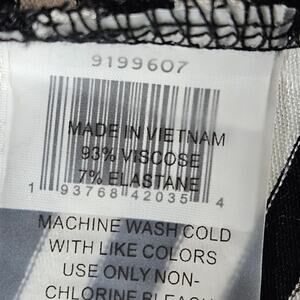 9199607
MADE IN VIETNAM
93% VISCOSE
7% ELASTANE
1 93768 42035 4
MACHINE WASH COLD
WITH LIKE COLORS
USE ONLY NON-
CHLORINE BLEACH